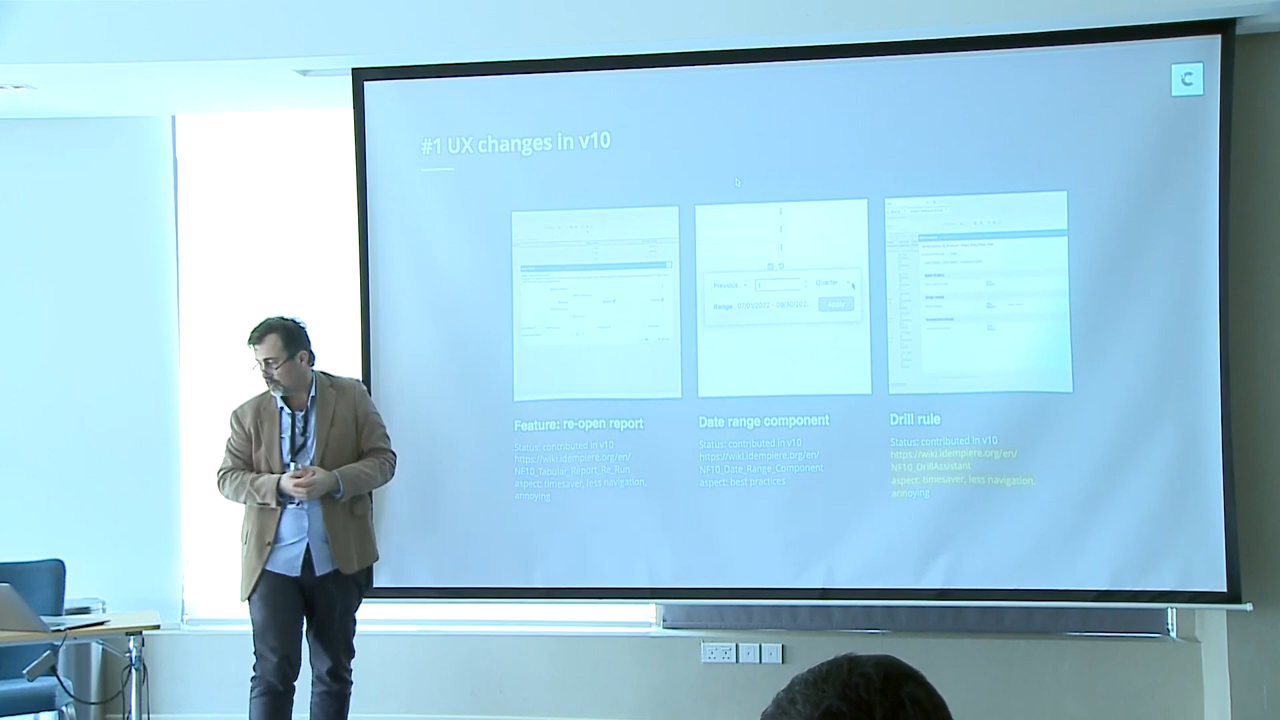 C
#1 UX changes in v10
Previous 1 Quarter
Range Apply
Feature: re-open report
Status: contributed in v10
https://wiki.idempiere.org/en/
NF10_Tabular_Report_Re_Run
aspect: timesaver, less navigation,
annoying
Date range component
Status: contributed in v10
https://wiki.idempiere.org/en/
NF10_Date_Range_Component
aspect: best practices
Drill rule
Status: contributed in v10
https://wiki.idempiere.org/en/
NF10_DrillAssistant
aspect: timesaver, less navigation,
annoying